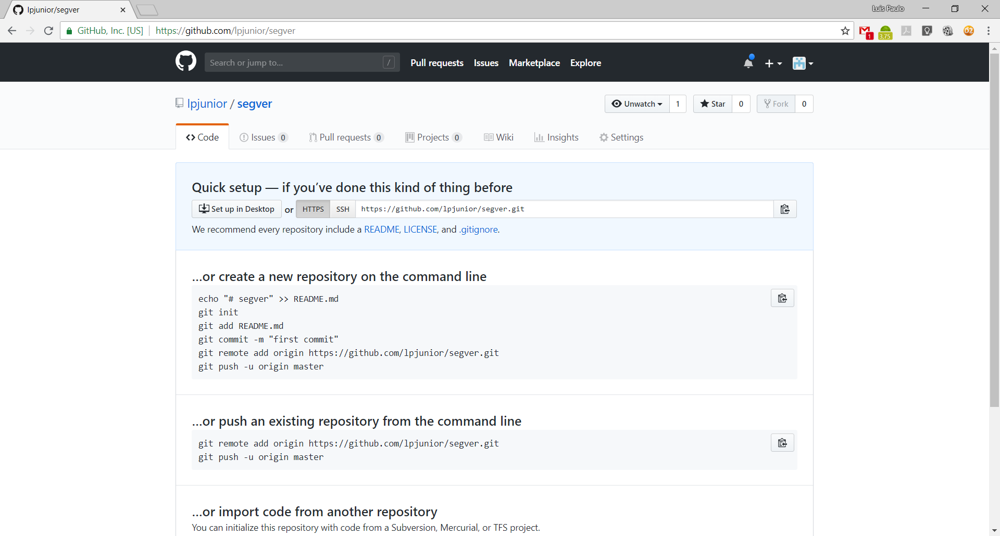 lpjunior/segver
Luis Paulo
GitHub, Inc. [US] https://github.com/lpjunior/segver
1
3,75
Search or jump to... /
Pull requests Issues Marketplace Explore
lpjunior / segver
Unwatch 1 Star 0 Fork 0
Code Issues 0 Pull requests 0 Projects 0 Wiki Insights Settings
Quick setup — if you’ve done this kind of thing before
Set up in Desktop or HTTPS SSH https://github.com/lpjunior/segver.git
We recommend every repository include a README, LICENSE, and .gitignore.
…or create a new repository on the command line
echo "# segver" >> README.md
git init
git add README.md
git commit -m "first commit"
git remote add origin https://github.com/lpjunior/segver.git
git push -u origin master
…or push an existing repository from the command line
git remote add origin https://github.com/lpjunior/segver.git
git push -u origin master
…or import code from another repository
You can initialize this repository with code from a Subversion, Mercurial, or TFS project.